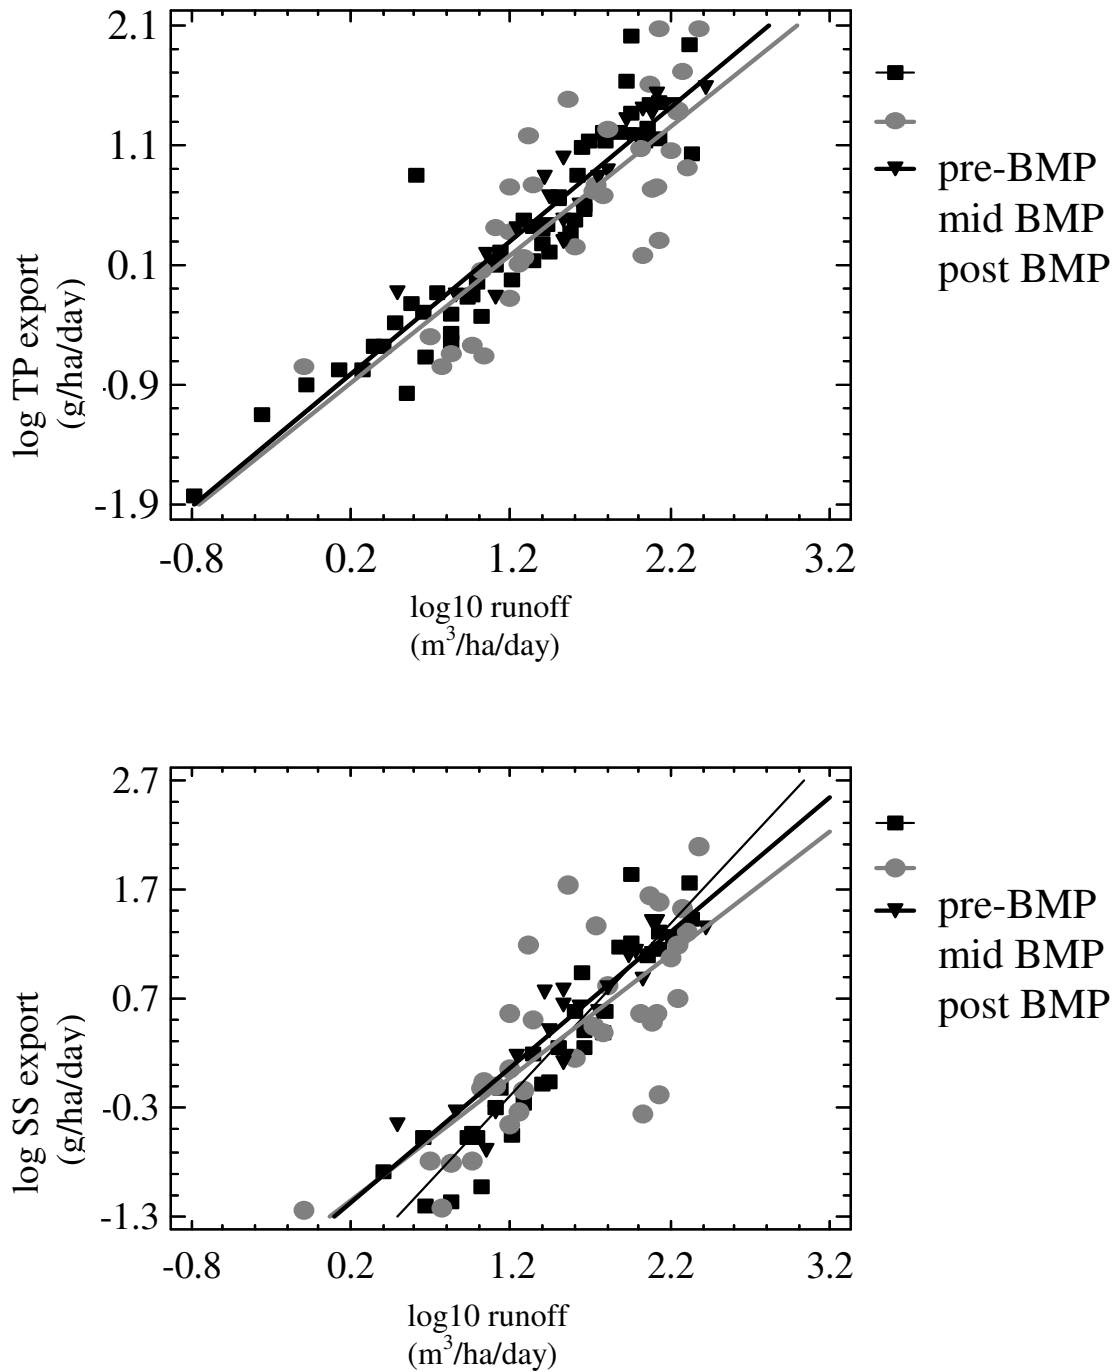 2.1
1.1
0.1
-0.9
-1.9
log TP export
(g/ha/day)
-0.8 0.2 1.2 2.2 3.2
log10 runoff
(m³/ha/day)
pre-BMP
mid BMP
post BMP
2.7
1.7
0.7
-0.3
-1.3
log SS export
(g/ha/day)
-0.8 0.2 1.2 2.2 3.2
log10 runoff
(m³/ha/day)
pre-BMP
mid BMP
post BMP